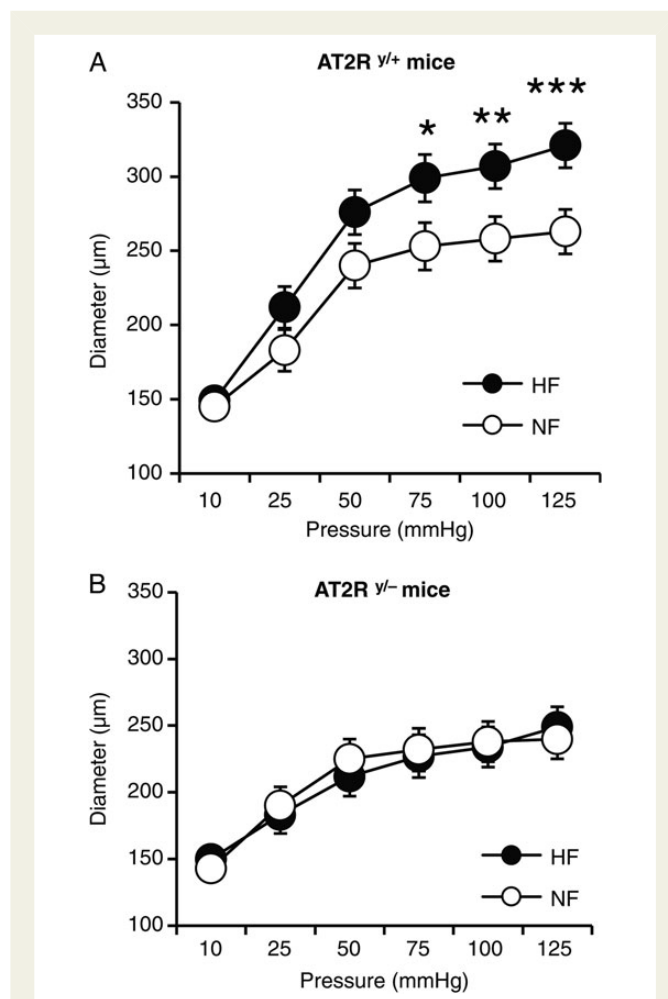 A
AT2R y/+ mice
350
300
250
200
150
100
Diameter (µm)
*
**
***
HF
NF
10 25 50 75 100 125
Pressure (mmHg)
B
AT2R y/– mice
350
300
250
200
150
100
Diameter (µm)
HF
NF
10 25 50 75 100 125
Pressure (mmHg)